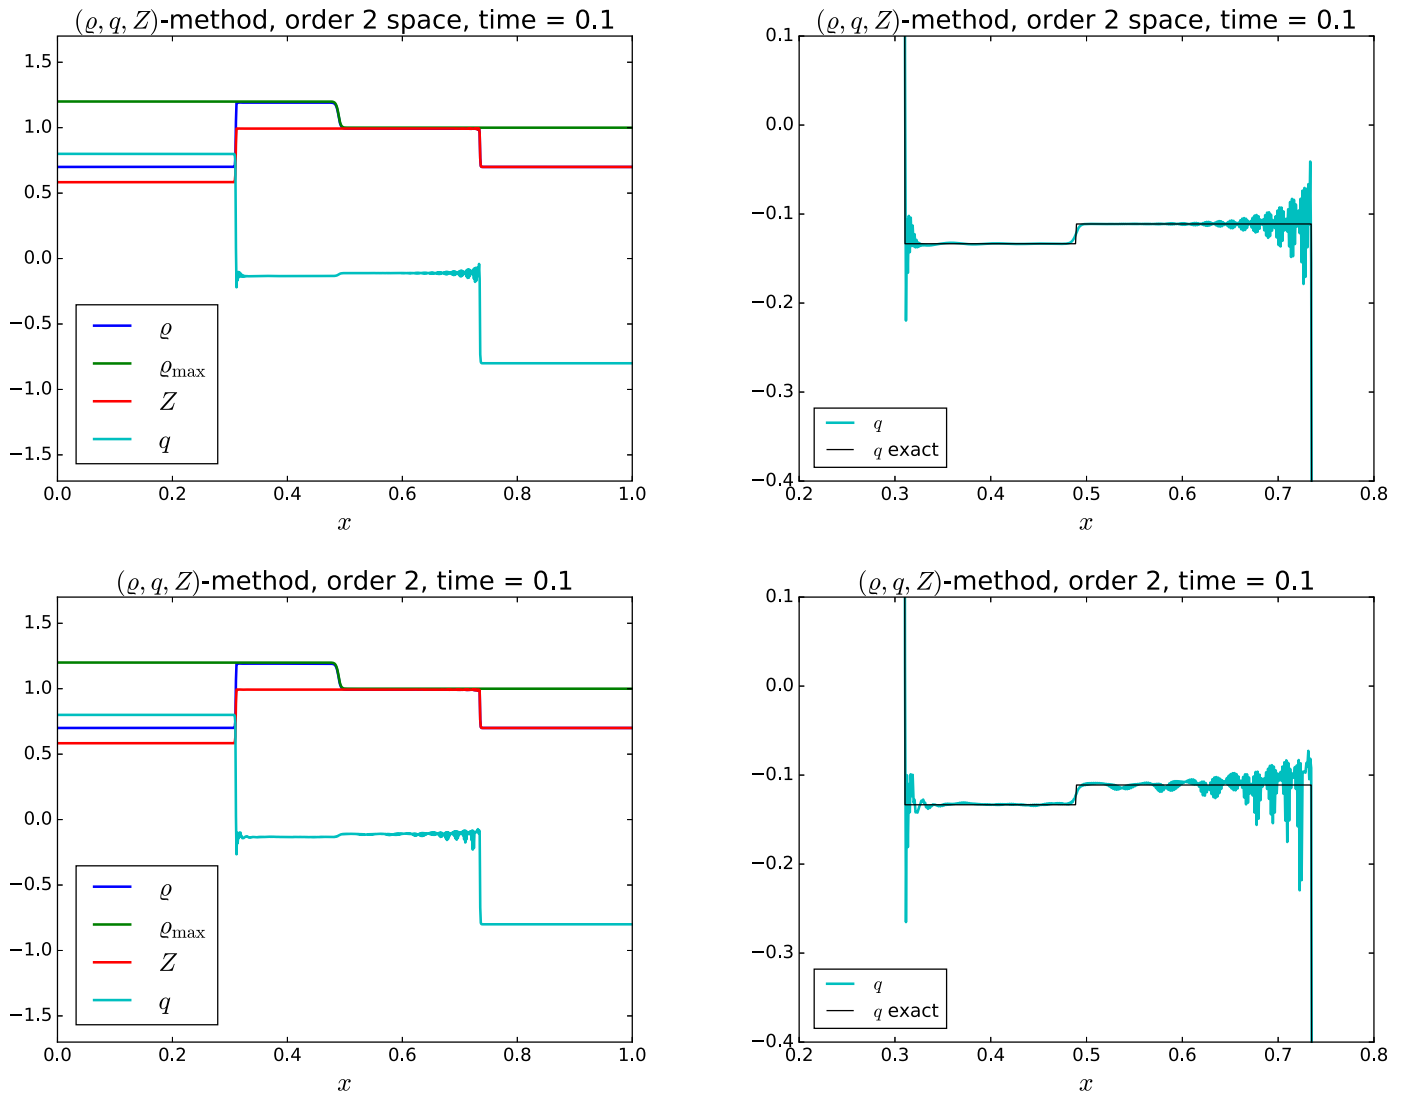 (ϱ, q, Z)-method, order 2 space, time = 0.1
1.5
1.0
0.5
0.0
−0.5
−1.0
−1.5
ϱ
ϱmax
Z
q
0.0 0.2 0.4 0.6 0.8 1.0
x
(ϱ, q, Z)-method, order 2 space, time = 0.1
0.1
0.0
−0.1
−0.2
−0.3
−0.4
q
q exact
0.2 0.3 0.4 0.5 0.6 0.7 0.8
x
(ϱ, q, Z)-method, order 2, time = 0.1
1.5
1.0
0.5
0.0
−0.5
−1.0
−1.5
ϱ
ϱmax
Z
q
0.0 0.2 0.4 0.6 0.8 1.0
x
(ϱ, q, Z)-method, order 2, time = 0.1
0.1
0.0
−0.1
−0.2
−0.3
−0.4
q
q exact
0.2 0.3 0.4 0.5 0.6 0.7 0.8
x